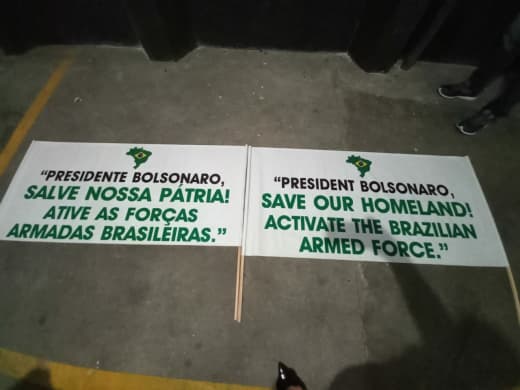 "PRESIDENTE BOLSONARO,
SALVE NOSSA PÁTRIA!
ATIVE AS FORÇAS
ARMADAS BRASILEIRAS."
"PRESIDENT BOLSONARO,
SAVE OUR HOMELAND!
ACTIVATE THE BRAZILIAN
ARMED FORCE."